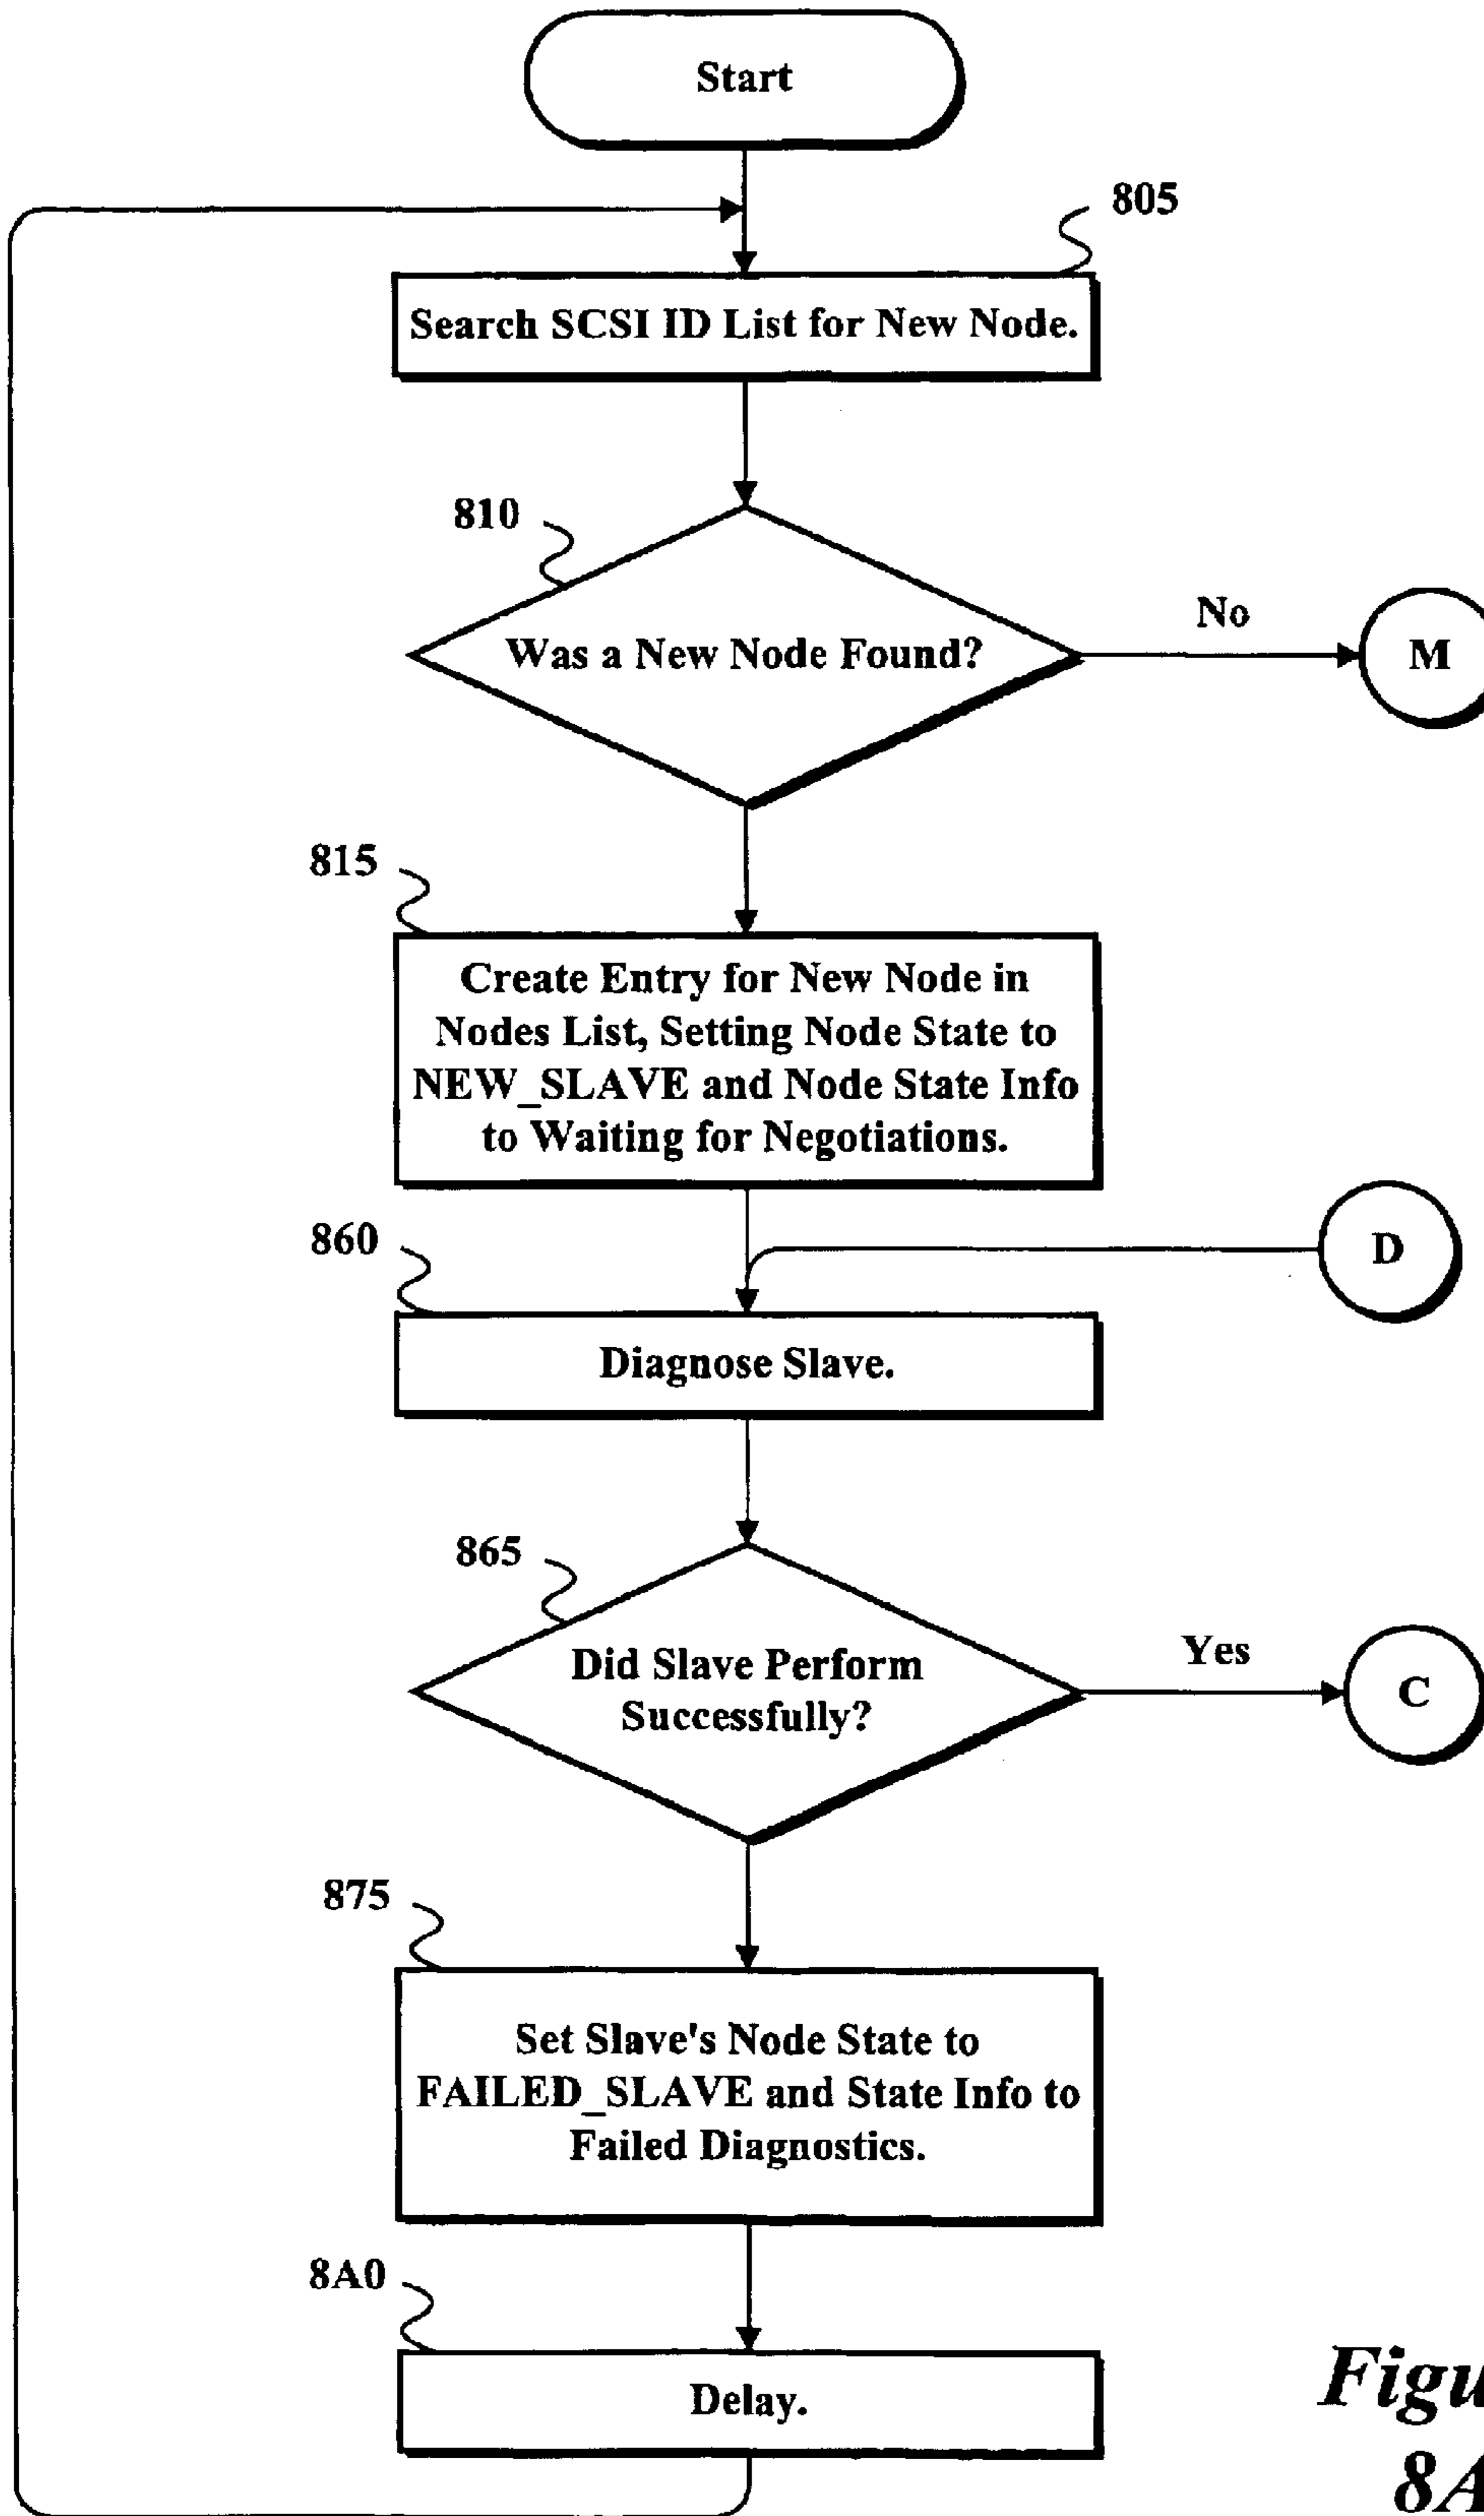 Start
805
Search SCSI ID List for New Node.
810
Was a New Node Found?
No
M
815
Create Entry for New Node in
Nodes List, Setting Node State to
NEW_SLAVE and Node State Info
to Waiting for Negotiations.
860
D
Diagnose Slave.
865
Did Slave Perform
Successfully?
Yes
C
875
Set Slave's Node State to
FAILED_SLAVE and State Info to
Failed Diagnostics.
8A0
Delay.
8A